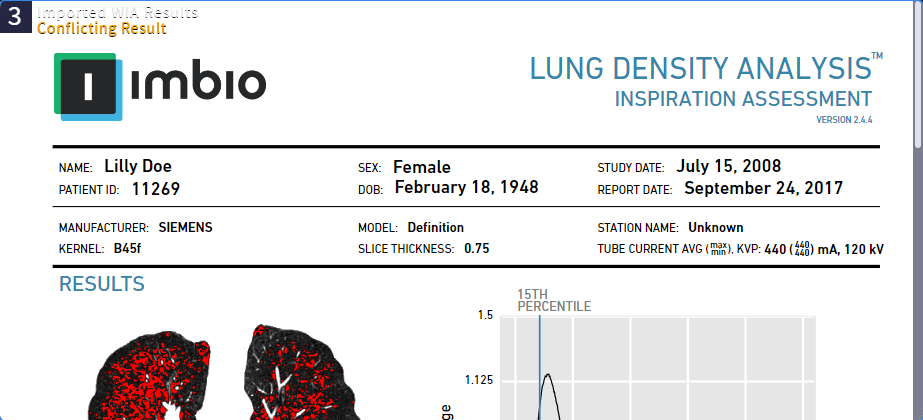 3
Imported WIA Results
Conflicting Result
I imbio
LUNG DENSITY ANALYSIS™
INSPIRATION ASSESSMENT
VERSION 2.4.4
NAME: Lilly Doe SEX: Female STUDY DATE: July 15, 2008
PATIENT ID: 11269 DOB: February 18, 1948 REPORT DATE: September 24, 2017
MANUFACTURER: SIEMENS MODEL: Definition STATION NAME: Unknown
KERNEL: B45f SLICE THICKNESS: 0.75 TUBE CURRENT AVG (max min), KVP: 440 (440 440) mA, 120 kV
RESULTS
15TH
PERCENTILE
1.5
1.125